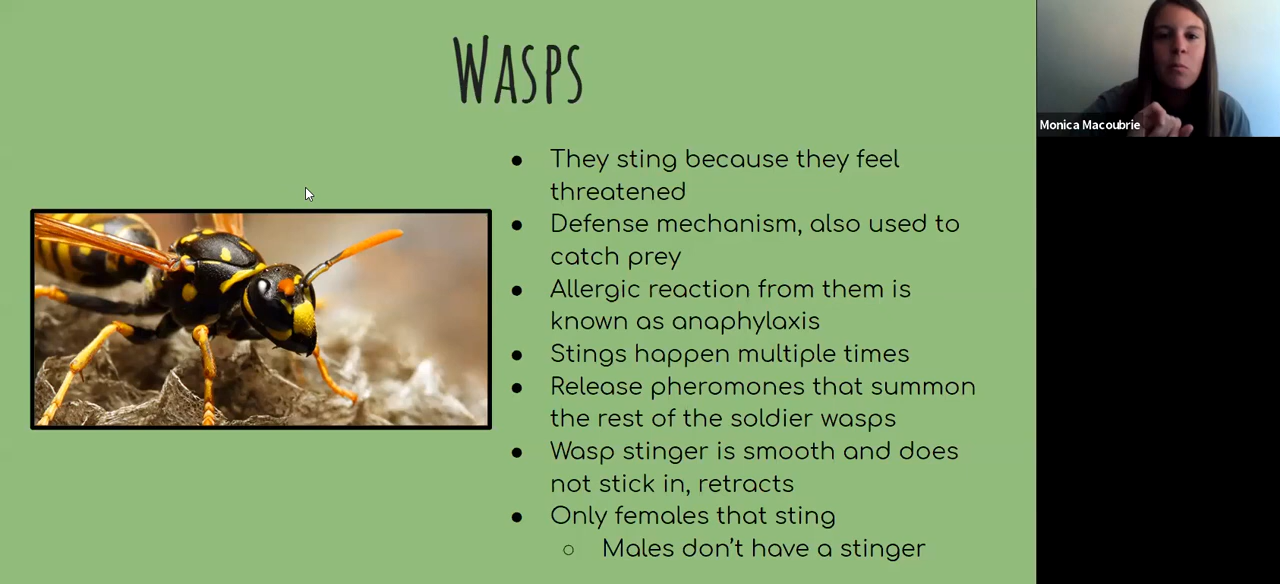 WASPS
Monica Macoubrie
● They sting because they feel
threatened
● Defense mechanism, also used to
catch prey
● Allergic reaction from them is
known as anaphylaxis
● Stings happen multiple times
● Release pheromones that summon
the rest of the soldier wasps
● Wasp stinger is smooth and does
not stick in, retracts
● Only females that sting
○ Males don't have a stinger